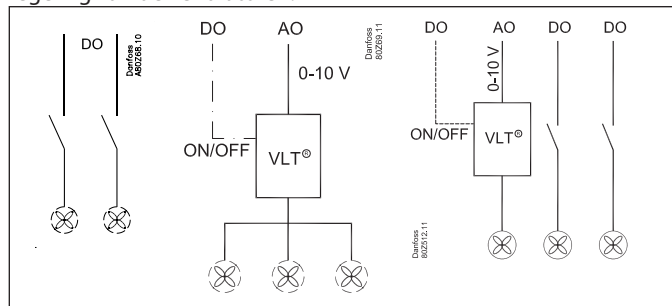 DO
Danfoss
AB0Z68.10
DO
AO
0-10 V
ON/OFF
VLT®
Danfoss
80Z69.11
DO
AO
DO
DO
0-10 V
ON/OFF
VLT®
Danfoss
80Z512.11